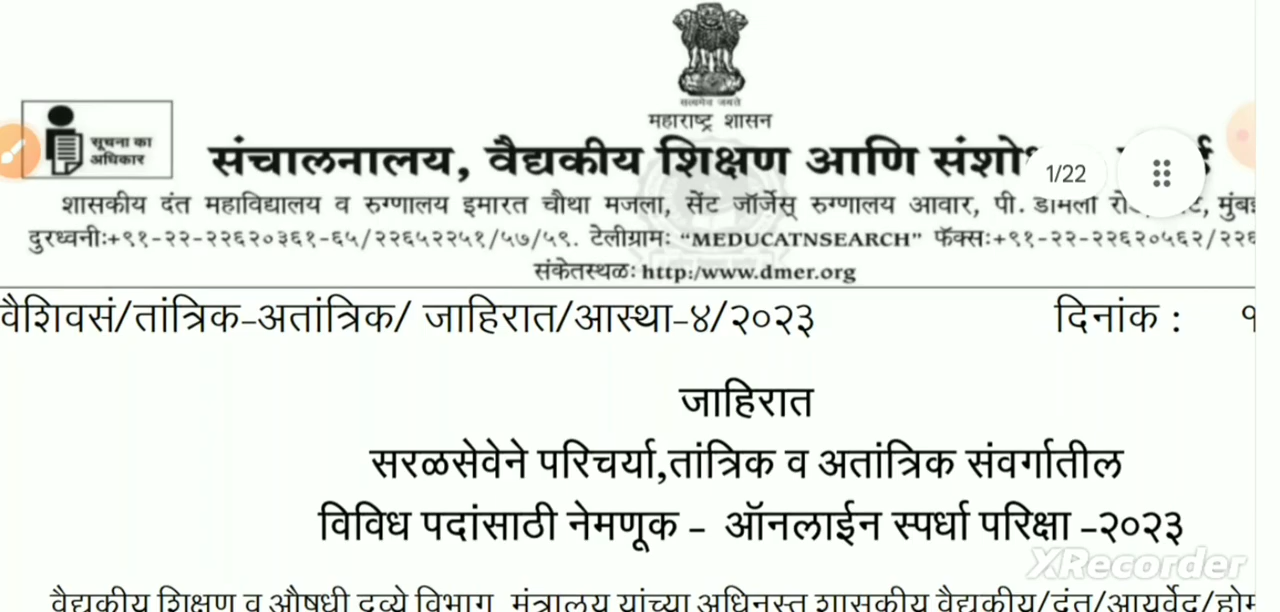 सत्यमेव जयते
महाराष्ट्र शासन
सूचना का
अधिकार
संचालनालय, वैद्यकीय शिक्षण आणि
1/22
शासकीय दंत महाविद्यालय व रुग्णालय इमारत चौथा मजला, सेंट जॉर्जेस् रुग्णालय आवार, पी. डामेलो
दुरध्वनी:+९१-२२-२२६२०३६१-६५/२२६५२२५१/५७/५९. टेलीग्राम: "MEDUCATNSEARCH" फॅक्स:+९१-२२-२२६२०५६२/२२६
संकेतस्थळ: http:/www.dmer.org
वैशिवसं/तांत्रिक-अतांत्रिक/ जाहिरात/आस्था-४/२०२३ दिनांक : १
जाहिरात
सरळसेवेने परिचर्या,तांत्रिक व अतांत्रिक संवर्गातील
विविध पदांसाठी नेमणूक - ऑनलाईन स्पर्धा परिक्षा -२०२३
XRecorder
वैद्यकीय शिक्षण व औषधी द्रव्ये विभाग, मंत्रालय यांच्या अधिनस्त शासकीय वैद्यकीय/दंत/आयुर्वेद/होम